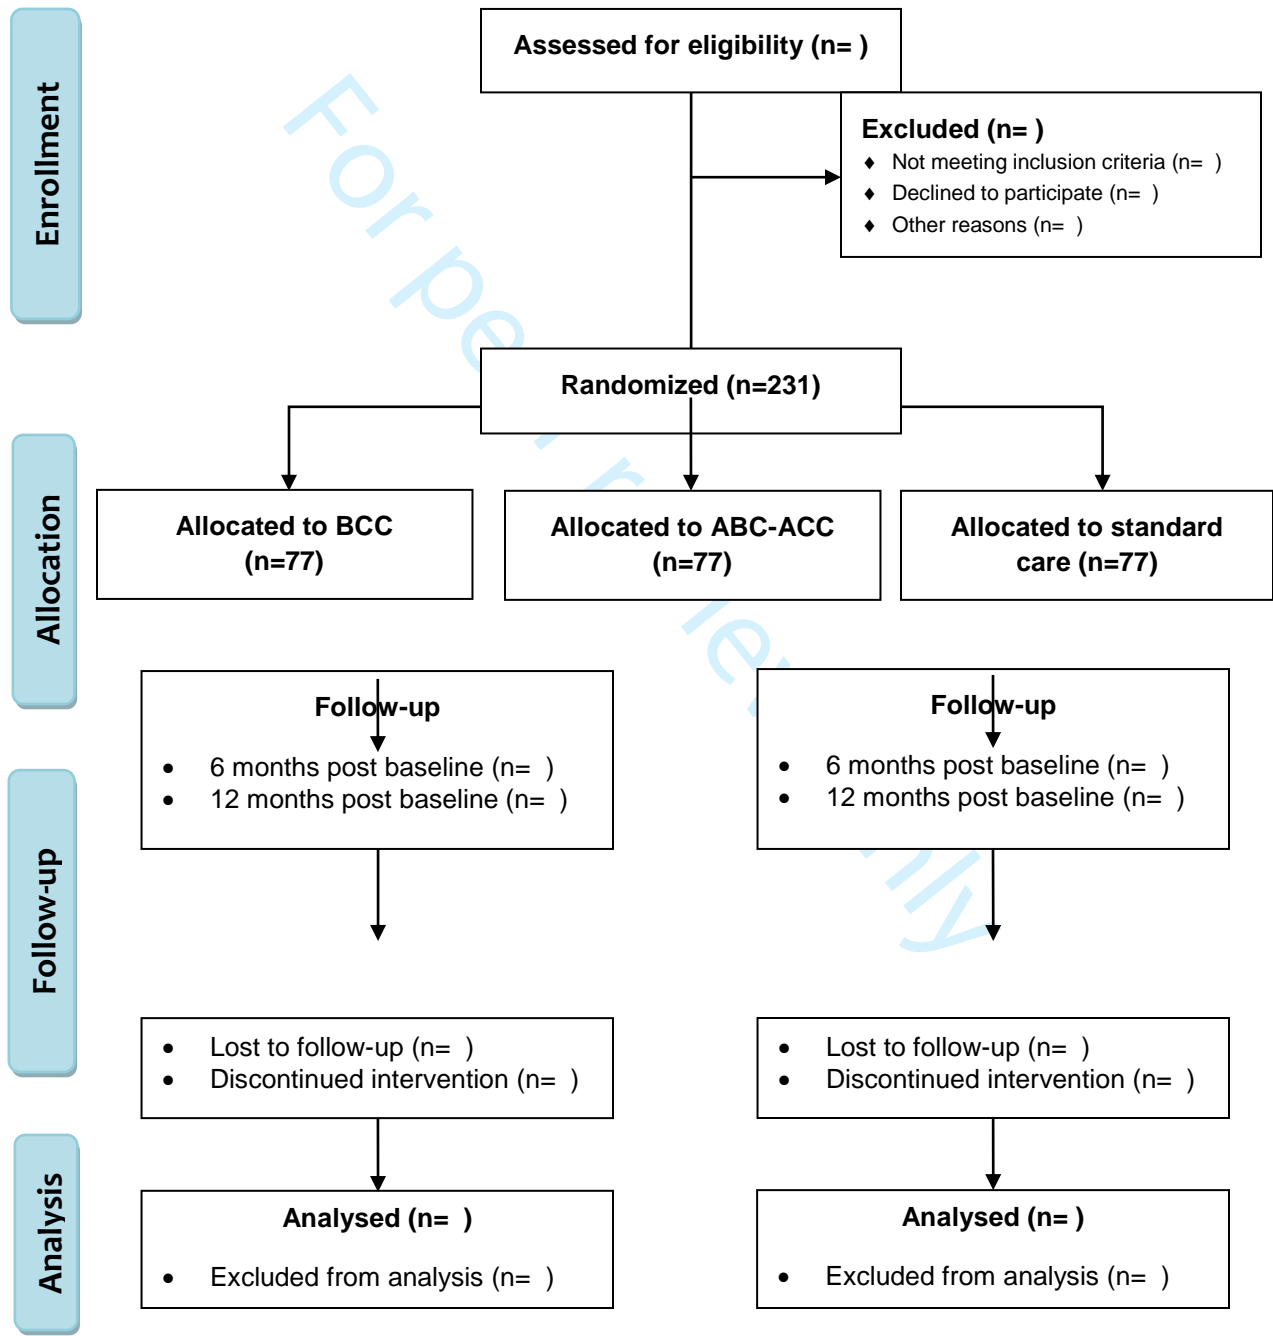 Enrollment
Assessed for eligibility (n= )
Excluded (n= )
♦ Not meeting inclusion criteria (n= )
♦ Declined to participate (n= )
♦ Other reasons (n= )
Randomized (n=231)
Allocation
Allocated to BCC
(n=77)
Allocated to ABC-ACC
(n=77)
Allocated to standard
care (n=77)
Follow-up
Follow-up
• 6 months post baseline (n= )
• 12 months post baseline (n= )
Follow-up
• 6 months post baseline (n= )
• 12 months post baseline (n= )
• Lost to follow-up (n= )
• Discontinued intervention (n= )
• Lost to follow-up (n= )
• Discontinued intervention (n= )
Analysis
Analysed (n= )
• Excluded from analysis (n= )
Analysed (n= )
• Excluded from analysis (n= )
For pe
only